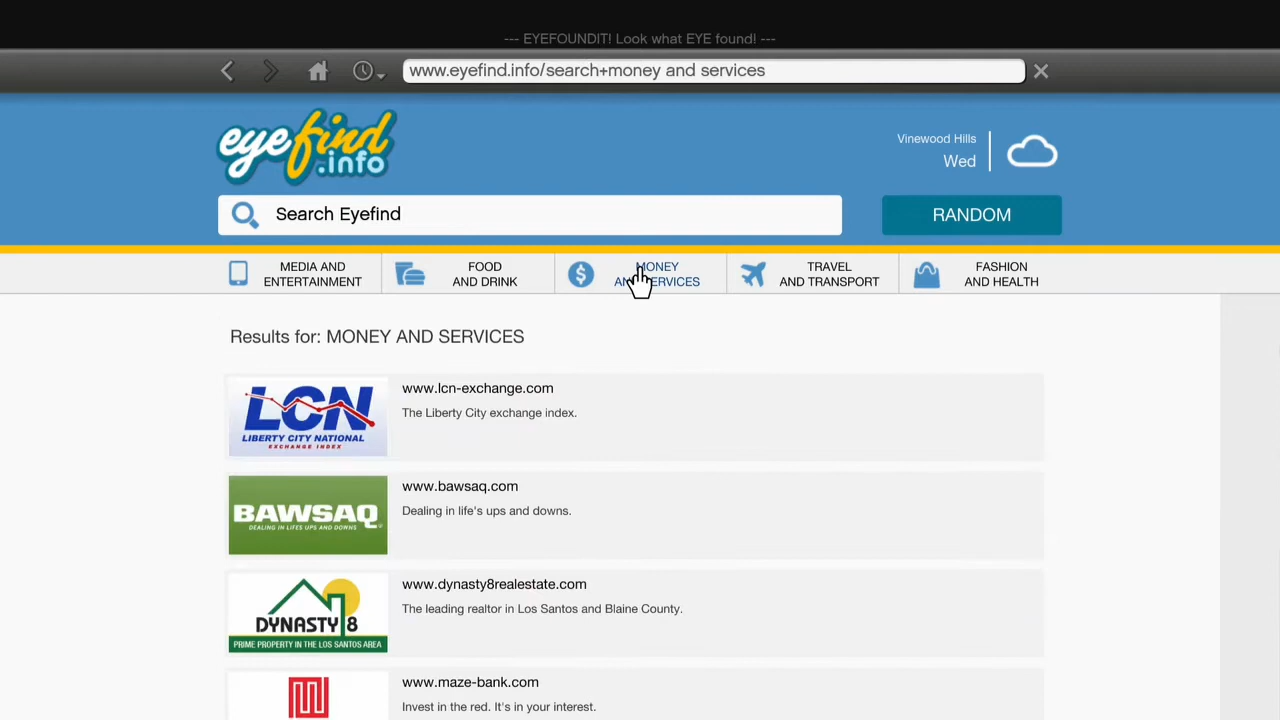 --- EYEFOUNDIT! Look what EYE found! ---
www.eyefind.info/search+money and services
eyefind
.info
Vinewood Hills
Wed
Search Eyefind
RANDOM
MEDIA AND
ENTERTAINMENT
FOOD
AND DRINK
MONEY
AND SERVICES
TRAVEL
AND TRANSPORT
FASHION
AND HEALTH
Results for: MONEY AND SERVICES
LCN
LIBERTY CITY NATIONAL
EXCHANGE INDEX
www.lcn-exchange.com
The Liberty City exchange index.
BAWSAQ
DEALING IN LIFE'S UPS AND DOWNS
www.bawsaq.com
Dealing in life's ups and downs.
DYNASTY 8
PRIME PROPERTY IN THE LOS SANTOS AREA
www.dynasty8realestate.com
The leading realtor in Los Santos and Blaine County.
www.maze-bank.com
Invest in the red. It's in your interest.